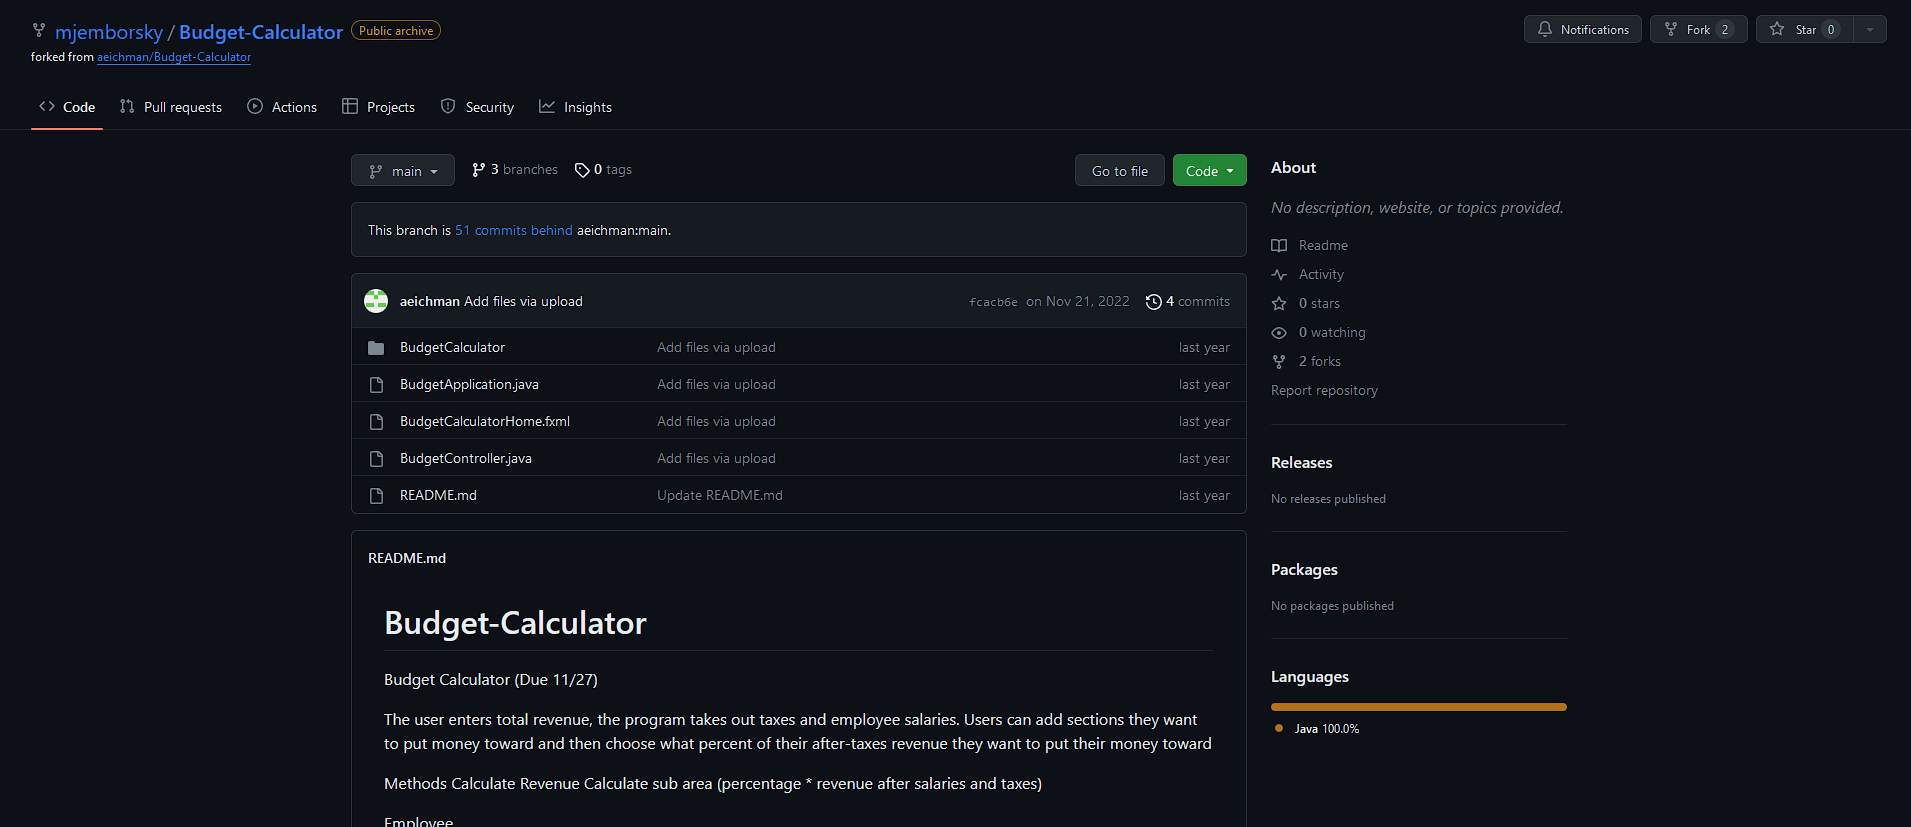 mjemborsky / Budget-Calculator Public archive
Notifications Fork 2 Star 0
forked from aeichman/Budget-Calculator
Code Pull requests Actions Projects Security Insights
main 3 branches 0 tags Go to file Code
This branch is 51 commits behind aeichman:main.
aeichman Add files via upload fcacb6e on Nov 21, 2022 4 commits
BudgetCalculator Add files via upload last year
BudgetApplication.java Add files via upload last year
BudgetCalculatorHome.fxml Add files via upload last year
BudgetController.java Add files via upload last year
README.md Update README.md last year
README.md
Budget-Calculator
Budget Calculator (Due 11/27)
The user enters total revenue, the program takes out taxes and employee salaries. Users can add sections they want
to put money toward and then choose what percent of their after-taxes revenue they want to put their money toward
Methods Calculate Revenue Calculate sub area (percentage * revenue after salaries and taxes)
Employee
About
No description, website, or topics provided.
Readme
Activity
0 stars
0 watching
2 forks
Report repository
Releases
No releases published
Packages
No packages published
Languages
Java 100.0%